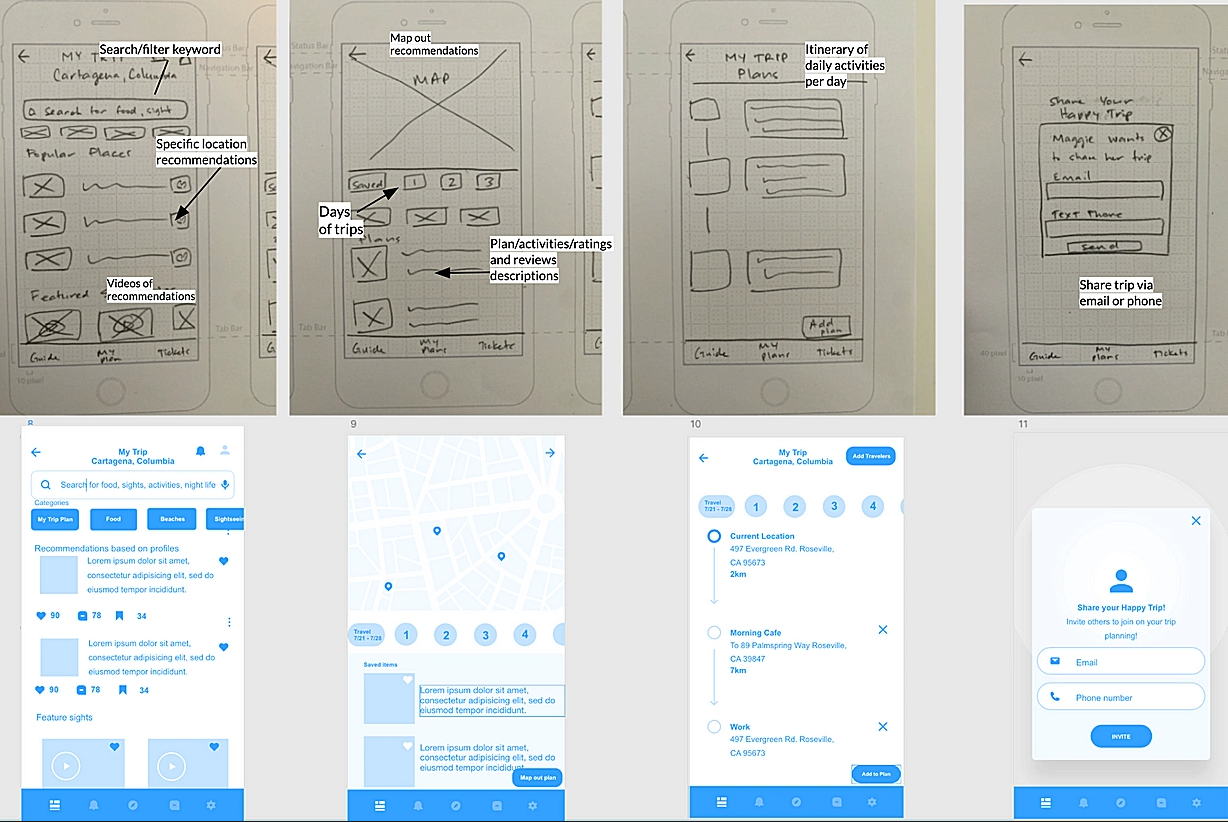 Search/filter keyword
MY TRIP
Cartagena, Columbia
Search for food, sight
Specific location
recommendations
Popular Places
Videos of
recommendations
Featured
Guide
My
Plan
Tickets
10 pixel
Map out
recommendations
Status Bar
Navigation Bar
MAP
Saved
1
2
3
Days
of trips
Plans
Plan/activities/ratings
and reviews
descriptions
Tab Bar
Guide
My
Plans
Tickets
MY TRIP
Plans
Itinerary of
daily activities
per day
Add
plan
Guide
My
Plans
Tickets
Share Your
Happy Trip
Maggie wants
to share her trip
Email
Text Phone
Send
Share trip via
email or phone
Guide
My
Plans
Tickets
40 pixel
10 pixel
8
My Trip
Cartagena, Columbia
Search for food, sights, activities, night life
Categories
My Trip Plan
Food
Beaches
Sightseein
Recommendations based on profiles
Lorem ipsum dolor sit amet,
consectetur adipisicing elit, sed do
eiusmod tempor incididunt.
90 78 34
Lorem ipsum dolor sit amet,
consectetur adipisicing elit, sed do
eiusmod tempor incididunt.
90 78 34
Feature sights
9
Travel
7/21 - 7/28
1 2 3 4
Saved items
Lorem ipsum dolor sit amet,
consectetur adipisicing elit, sed do
eiusmod tempor incididunt.
Lorem ipsum dolor sit amet,
consectetur adipisicing elit, sed do
eiusmod tempor incididunt.
Map out plan
10
My Trip
Cartagena, Columbia
Add Travelers
Travel
7/21 - 7/28
1 2 3 4
Current Location
497 Evergreen Rd. Roseville,
CA 95673
2km
Morning Cafe
To 89 Palmspring Way Roseville,
CA 39847
7km
Work
497 Evergreen Rd. Roseville,
CA 95673
Add to Plan
11
Share your Happy Trip!
Invite others to join on your trip
planning!
Email
Phone number
INVITE